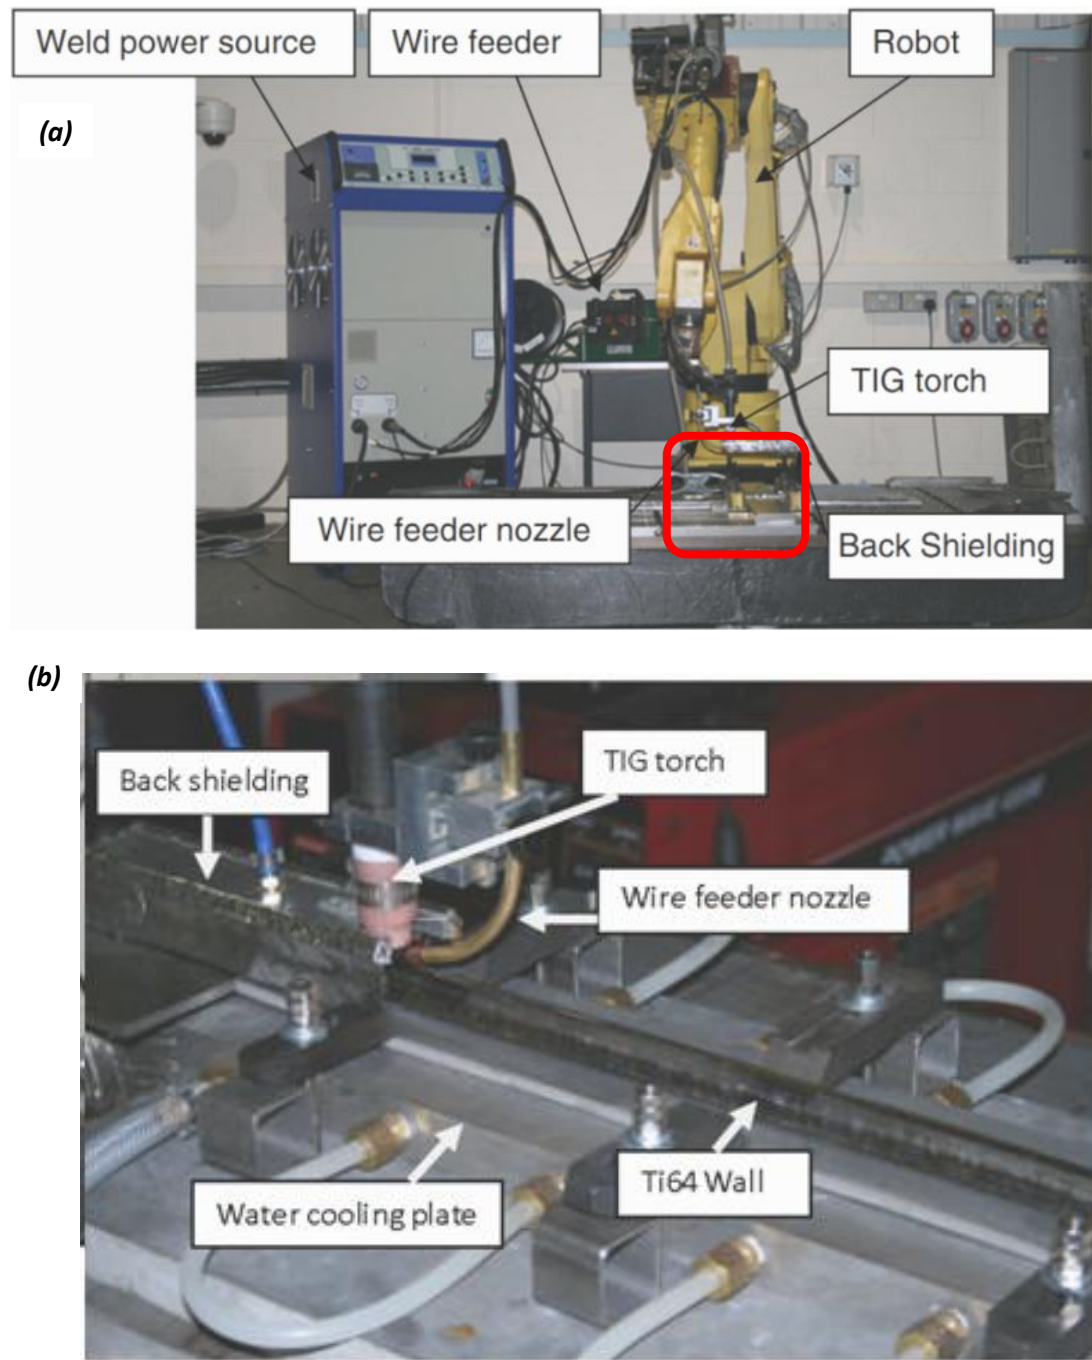 Weld power source
Wire feeder
Robot
(a)
TIG torch
Wire feeder nozzle
Back Shielding
(b)
Back shielding
TIG torch
Wire feeder nozzle
Ti64 Wall
Water cooling plate